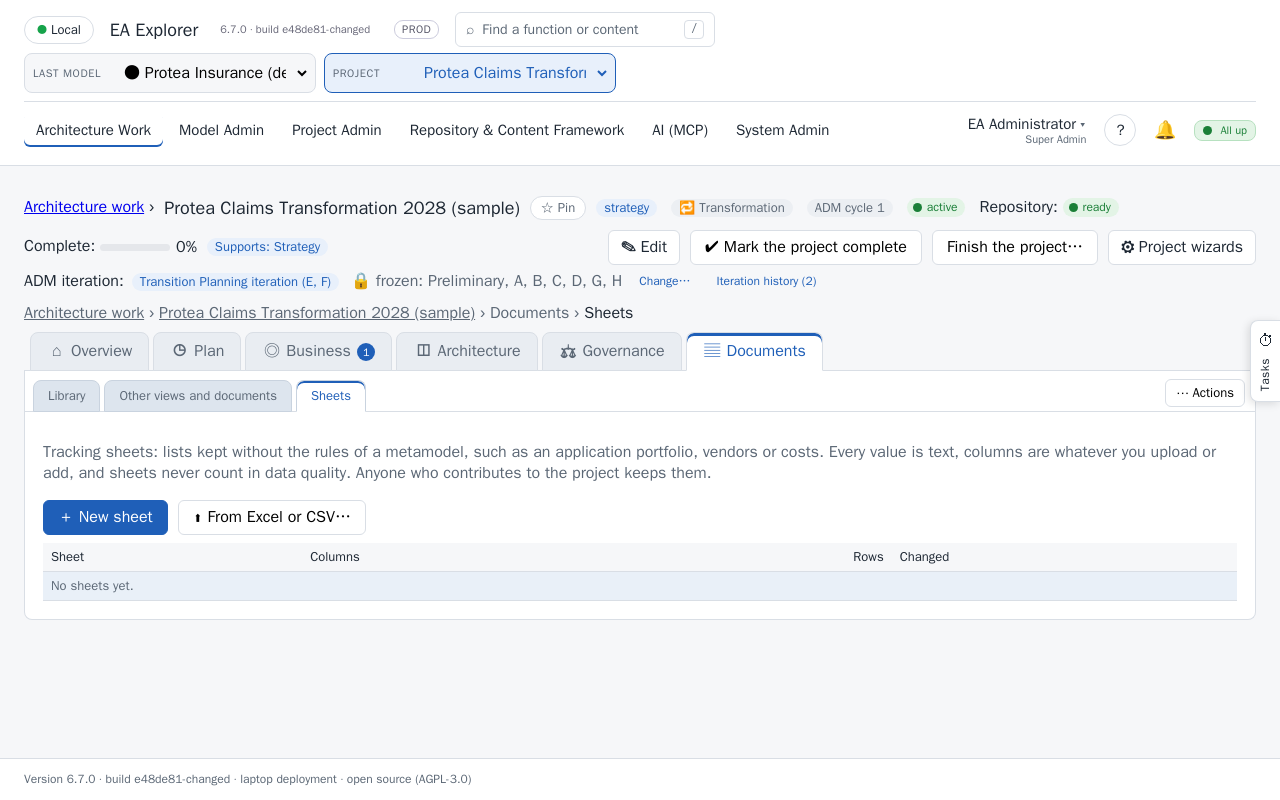 Local EA Explorer 6.7.0 · build e48de81-changed PROD Find a function or content /
LAST MODEL Protea Insurance (de PROJECT Protea Claims Transfor
Architecture Work Model Admin Project Admin Repository & Content Framework AI (MCP) System Admin EA Administrator ▾ ? All up
Super Admin
Architecture work › Protea Claims Transformation 2028 (sample) ☆ Pin strategy Transformation ADM cycle 1 active Repository: ready
Complete: 0% Supports: Strategy ✎ Edit ✔ Mark the project complete Finish the project… ⚙ Project wizards
ADM iteration: Transition Planning iteration (E, F) 🔒 frozen: Preliminary, A, B, C, D, G, H Change… Iteration history (2)
Architecture work › Protea Claims Transformation 2028 (sample) › Documents › Sheets
Overview Plan Business 1 Architecture Governance Documents
Tasks
Library Other views and documents Sheets ⋯ Actions
Tracking sheets: lists kept without the rules of a metamodel, such as an application portfolio, vendors or costs. Every value is text, columns are whatever you upload or
add, and sheets never count in data quality. Anyone who contributes to the project keeps them.
+ New sheet ⬆ From Excel or CSV…
Sheet Columns Rows Changed
No sheets yet.
Version 6.7.0 · build e48de81-changed · laptop deployment · open source (AGPL-3.0)